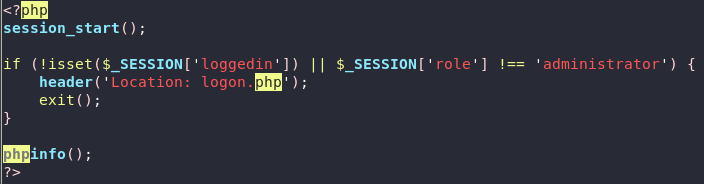 <?php
session_start();
if (!isset($_SESSION['loggedin']) || $_SESSION['role'] !== 'administrator') {
    header('Location: logon.php');
    exit();
}
phpinfo();
?>